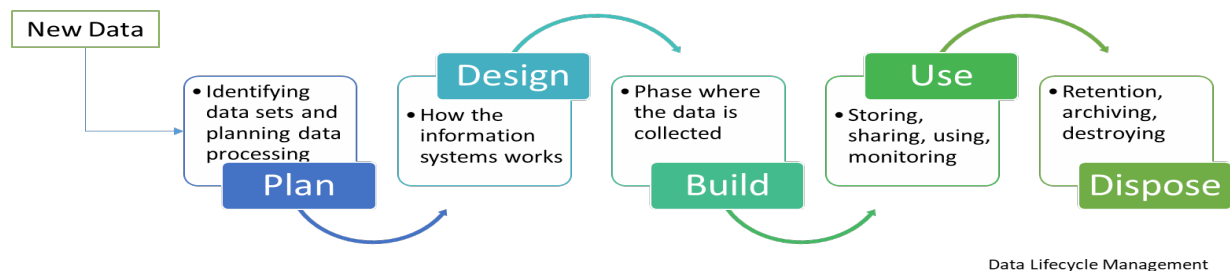 New Data
• Identifying
data sets and
planning data
processing
Plan
Design
• How the
information
systems works
• Phase where
the data is
collected
Build
Use
• Storing,
sharing, using,
monitoring
• Retention,
archiving,
destroying
Dispose
Data Lifecycle Management